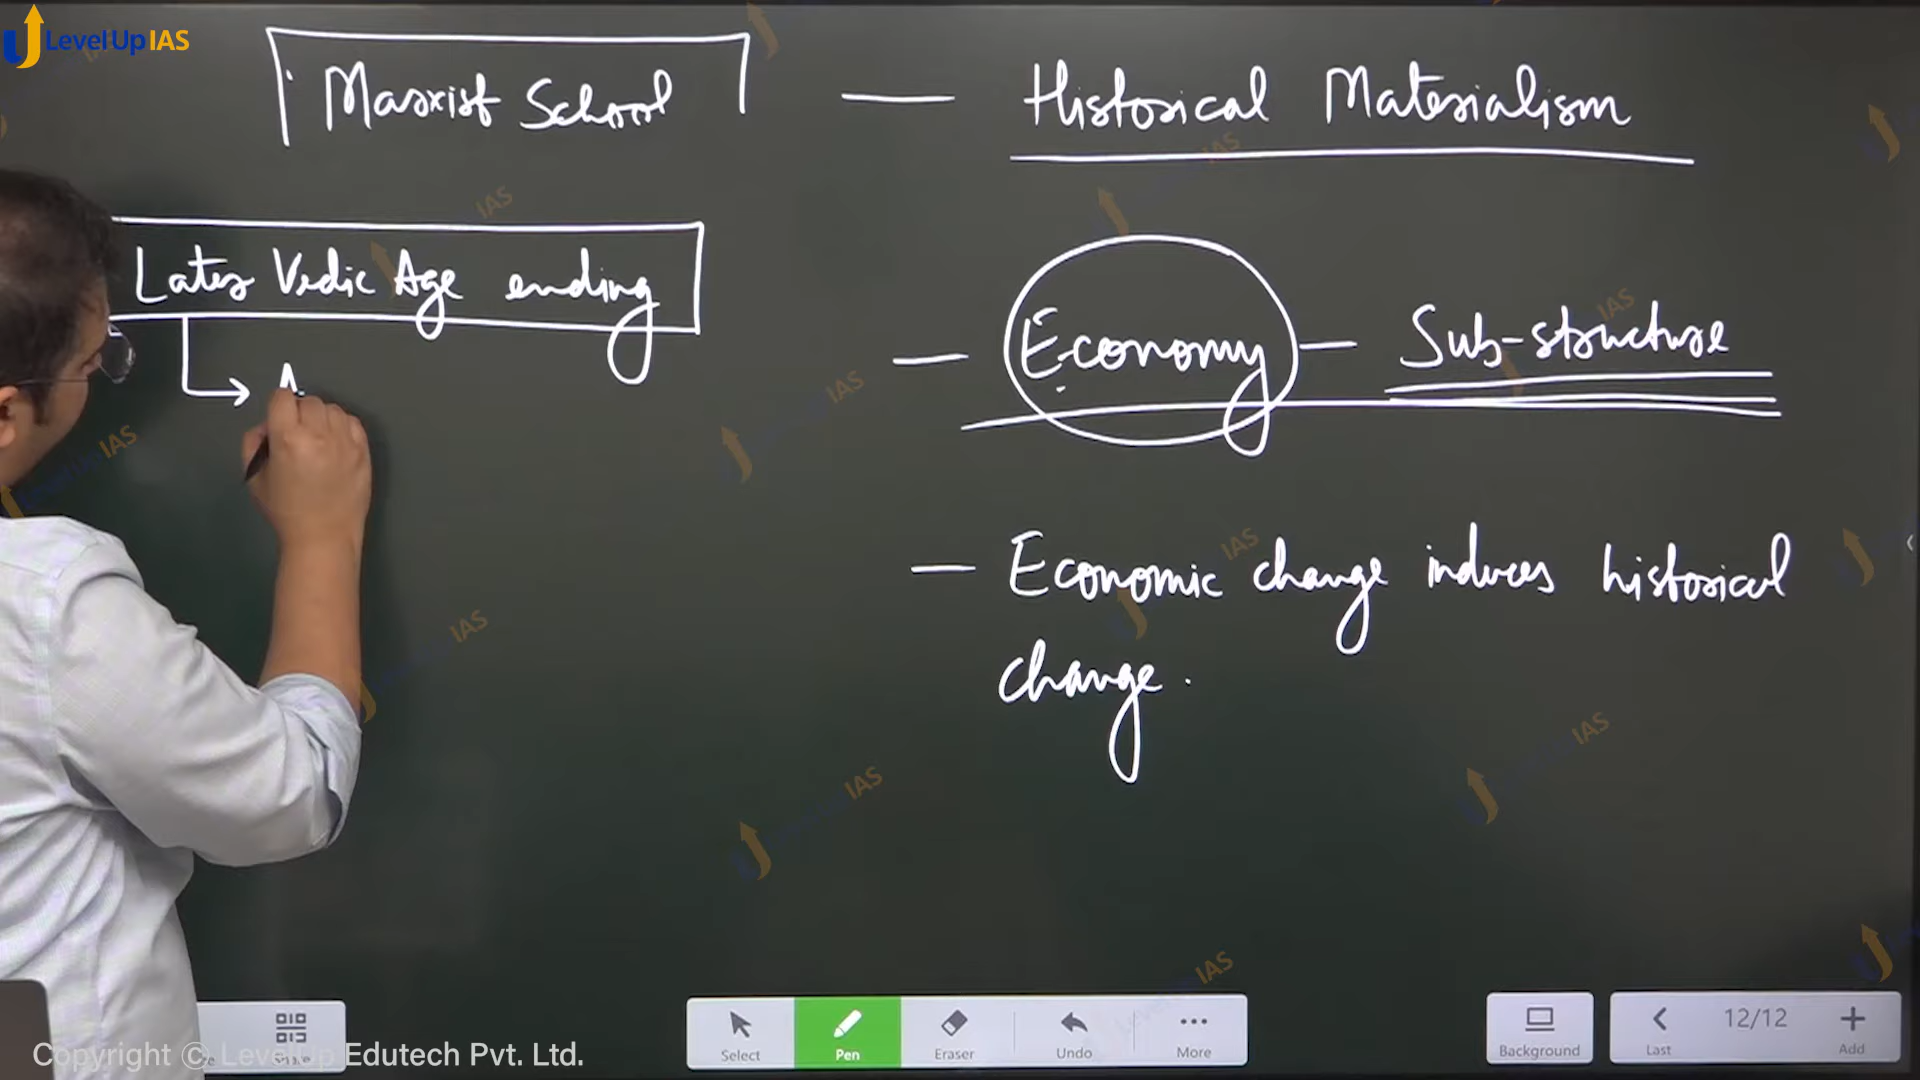 LevelUp IAS
Marxist School — Historical Materialism
Later Vedic Age ending
→ A
— Economy — Sub-structure
— Economic change induces historical
change.
Select
Pen
Eraser
Undo
More
Background
Last
12/12
Add
Copyright © LevelUp Edutech Pvt. Ltd.